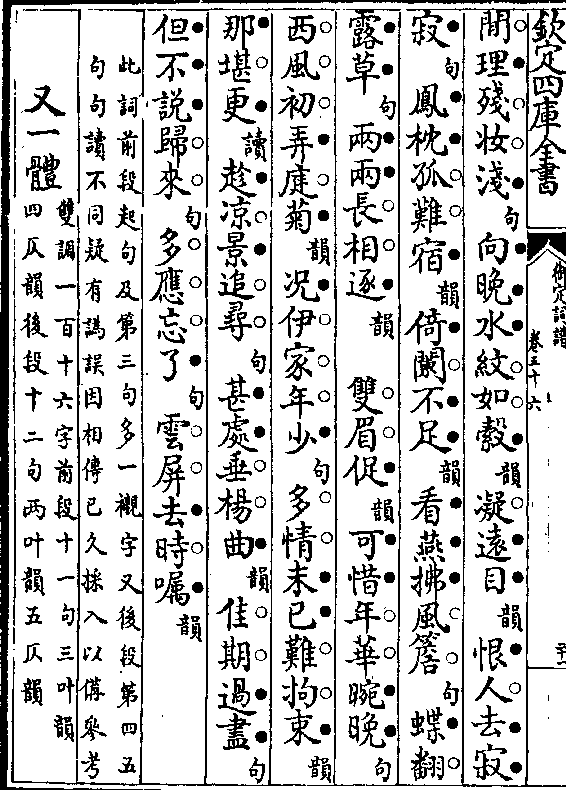 欽定四庫全書
御定詞譜
卷三十六
閒理殘妝淺句向晚水紋如縠韻凝遠目韻恨人去寂
寂句鳳枕孤難宿韻倚闌不足韻看燕拂風簷句蝶翻
露草句兩兩長相逐韻　雙眉促韻可惜年華晼晚句
西風初弄庭菊韻況伊家年少句多情未已難拘束韻
那堪更讀趁凉景追尋句甚處垂楊曲韻佳期過盡句
但不說歸來句多應忘了句雲屏去時囑韻
此詞前段起句及第三句多一襯字又後段第四五
句句讀不同疑有譌誤因相傳已久採入以備參考
又一體
雙調一百十六字前段十一句三叶韻
四仄韻後段十二句兩叶韻五仄韻